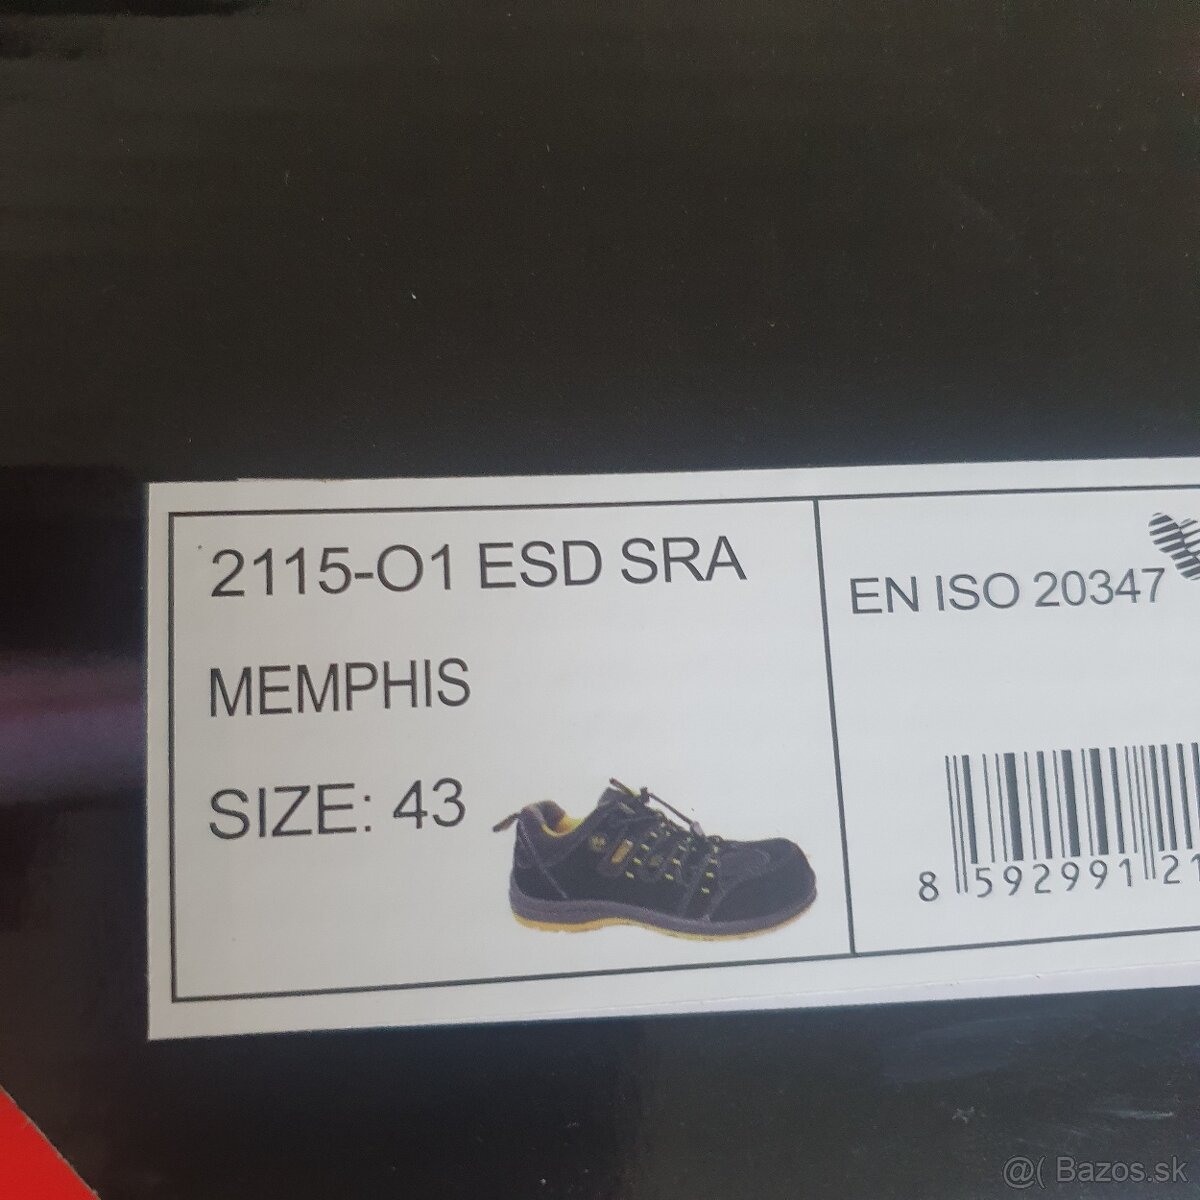 2115-O1 ESD SRA
MEMPHIS
SIZE: 43
EN ISO 20347
8 592991 21
@( Bazos.sk